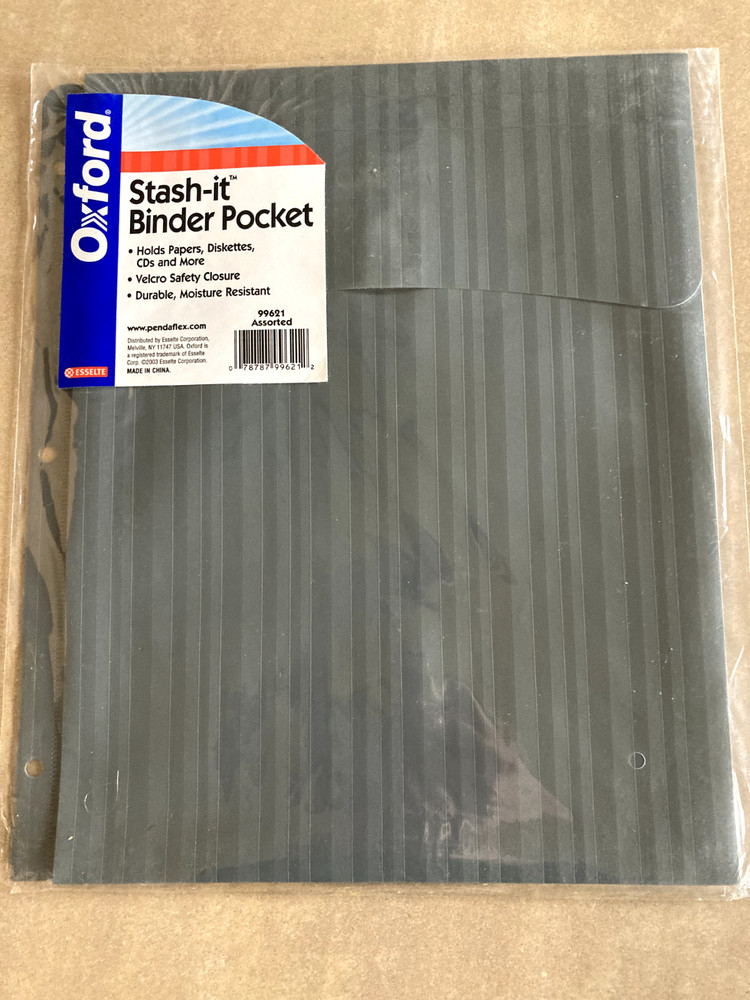 Oxford®
Stash-it™
Binder Pocket
• Holds Papers, Diskettes,
CDs and More
• Velcro Safety Closure
• Durable, Moisture Resistant
99621
Assorted
www.pendaflex.com
Distributed by Esselte Corporation,
Melville, NY 11747 USA. Oxford is
a registered trademark of Esselte
Corp. ©2003 Esselte Corporation.
MADE IN CHINA.
0 78787 99621 2
ESSELTE